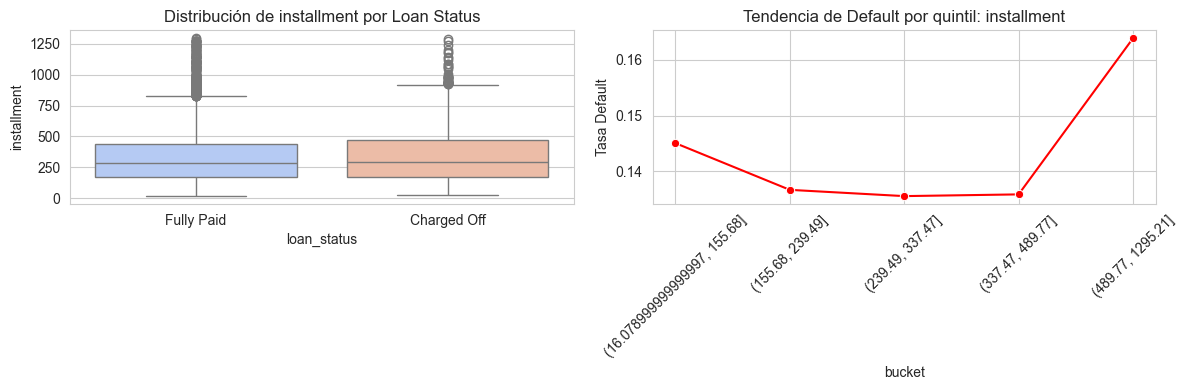 Distribución de installment por Loan Status
installment
1250
1000
750
500
250
0
Fully Paid
Charged Off
loan_status
Tendencia de Default por quintil: installment
Tasa Default
0.16
0.15
0.14
(16.078999999999997, 155.68]
(155.68, 239.49]
(239.49, 337.47]
(337.47, 489.77]
(489.77, 1295.21]
bucket